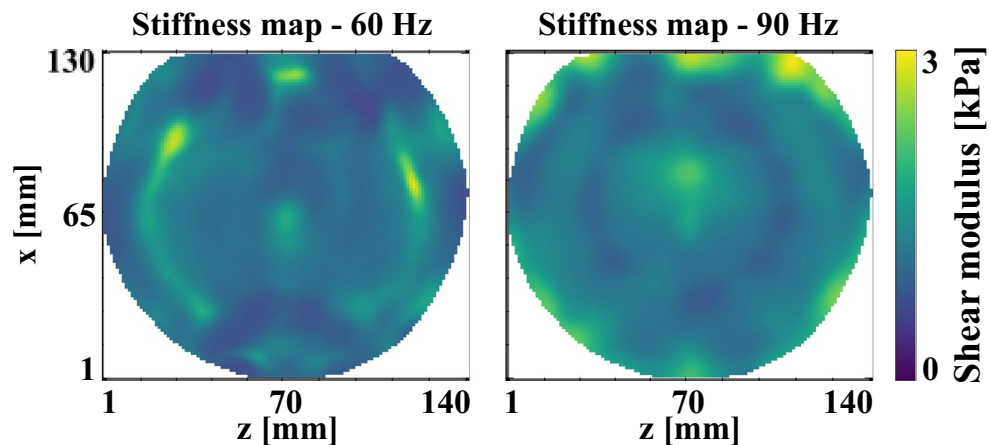 Stiffness map - 60 Hz
Stiffness map - 90 Hz
130
65
1
x [mm]
1 70 140
z [mm]
1 70 140
z [mm]
3
0
Shear modulus [kPa]